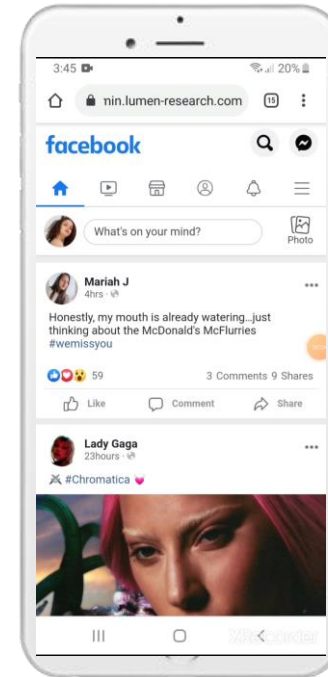 3:45 20%
nin.lumen-research.com 15
facebook
What's on your mind?
Photo
Mariah J
4hrs
Honestly, my mouth is already watering...just
thinking about the McDonald's McFlurries
#wemissyou
59 3 Comments 9 Shares
Like Comment Share
Lady Gaga
23hours
#Chromatica
XRecorder